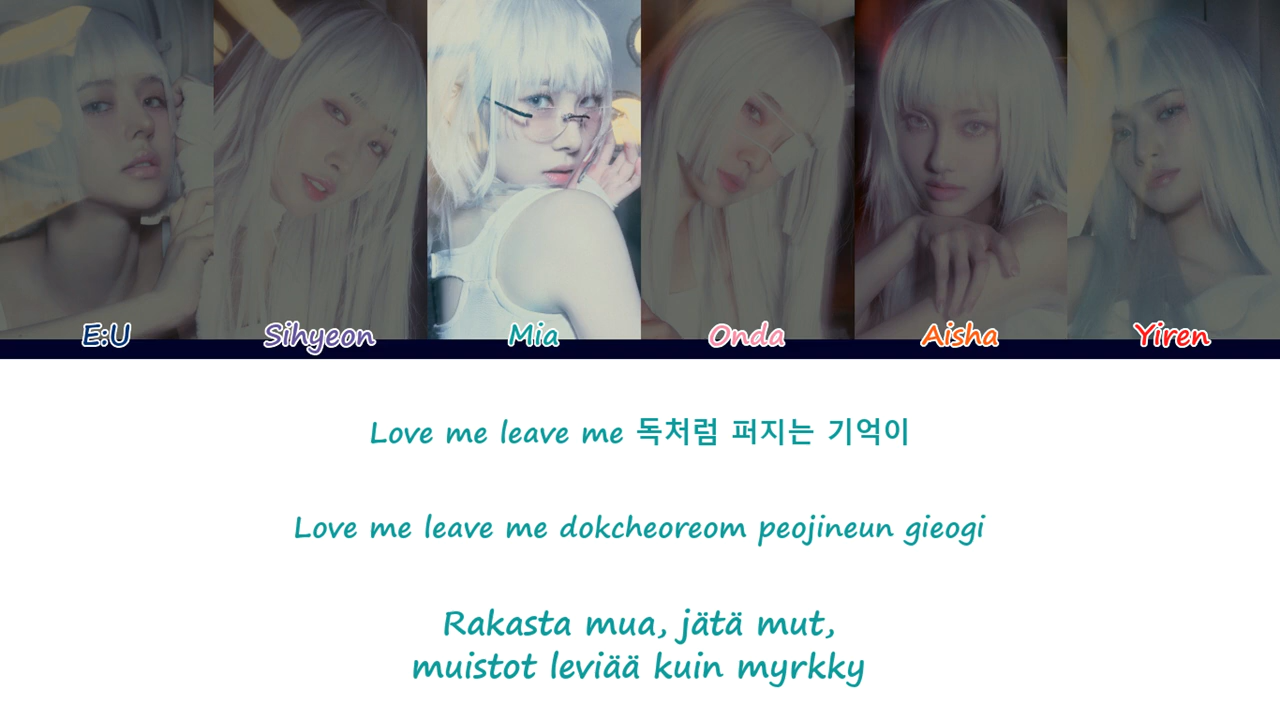 E:U Sihyeon Mia Onda Aisha Yiren
Love me leave me 독처럼 퍼지는 기억이
Love me leave me dokcheoreom peojineun gieogi
Rakasta mua, jätä mut,
muistot leviää kuin myrkky